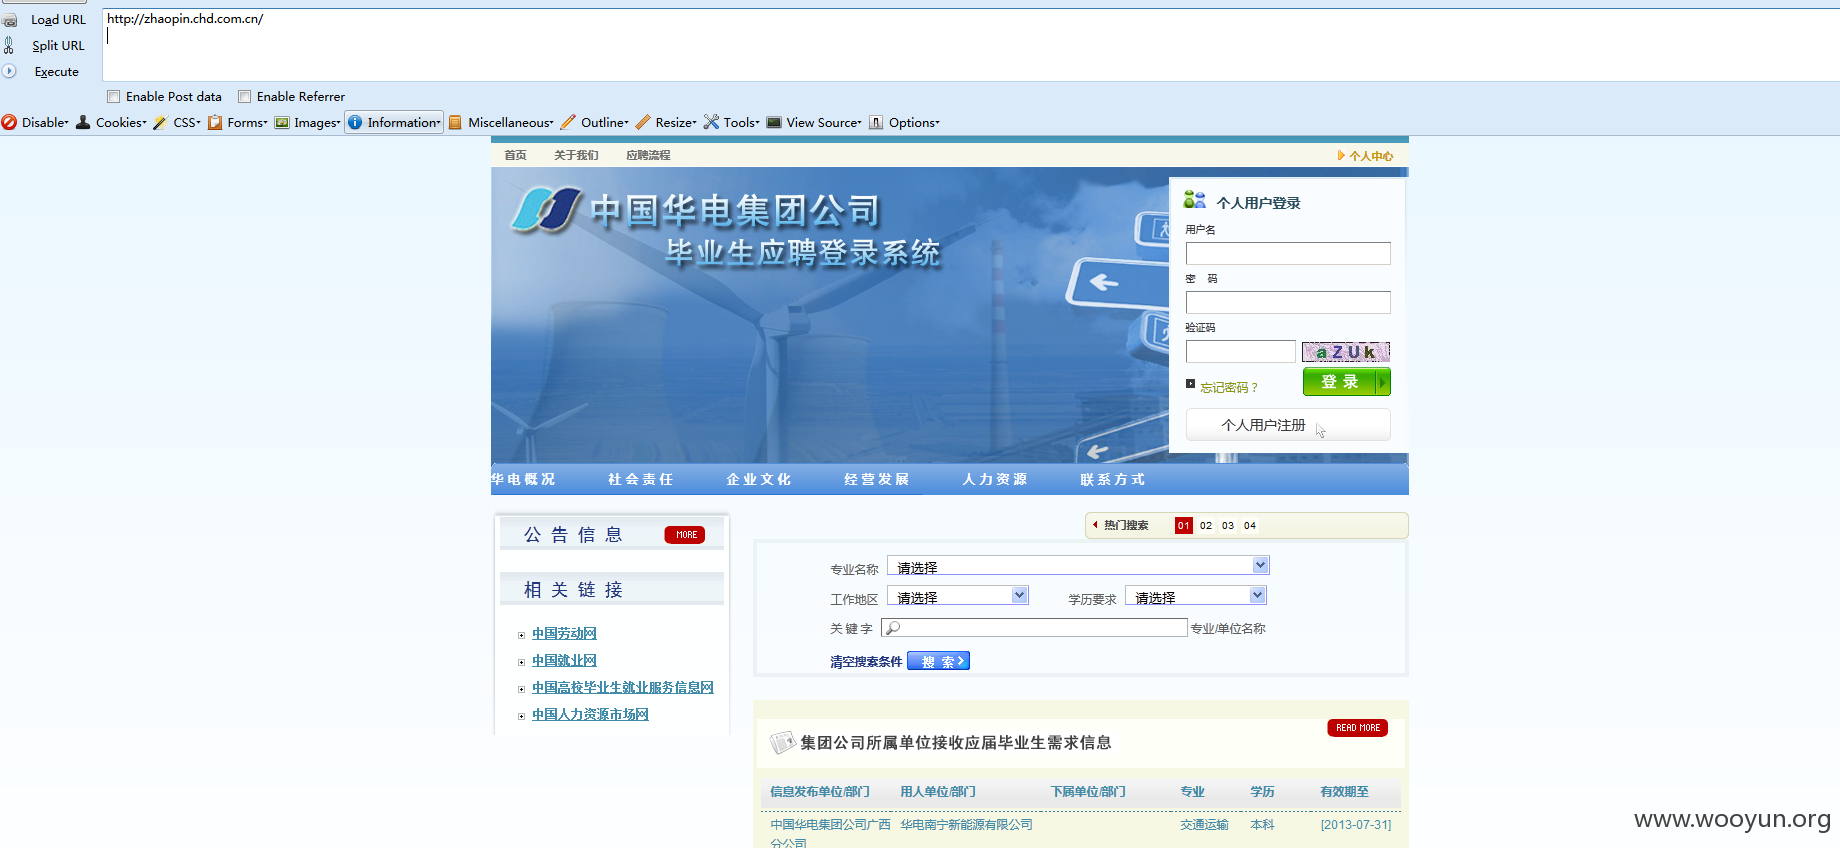 Load URL
http://zhaopin.chd.com.cn/
Split URL
Execute
Enable Post data Enable Referrer
Disable Cookies CSS Forms Images Information Miscellaneous Outline Resize Tools View Source Options
首页 关于我们 应聘流程 个人中心
中国华电集团公司
毕业生应聘登录系统
个人用户登录
用户名
密 码
验证码
aZUk
忘记密码？ 登 录
个人用户注册
华电概况 社会责任 企业文化 经营发展 人力资源 联系方式
公告信息 MORE
热门搜索 01 02 03 04
专业名称 请选择
工作地区 请选择 学历要求 请选择
关 键 字 专业/单位名称
清空搜索条件 搜 索
相关链接
中国劳动网
中国就业网
中国高校毕业生就业服务信息网
中国人力资源市场网
READ MORE
集团公司所属单位接收应届毕业生需求信息
信息发布单位/部门 用人单位/部门 下属单位/部门 专业 学历 有效期至
中国华电集团公司广西 华电南宁新能源有限公司 交通运输 本科 [2013-07-31]
分公司
www.wooyun.org